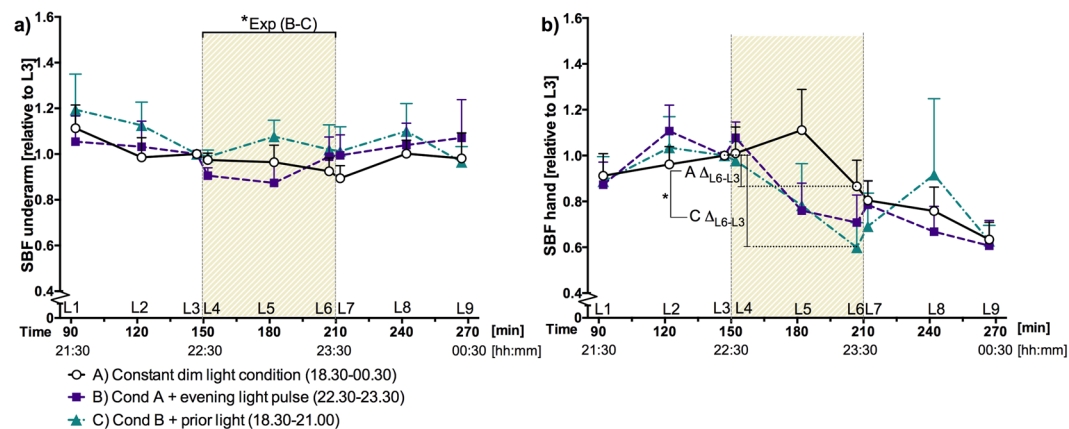 a)
*Exp (B-C)
SBF underarm [relative to L3]
1.6
1.4
1.2
1.0
0.8
0.6
0.4
0
L1 L2 L3 L4 L5 L6 L7 L8 L9
Time 90 120 150 180 210 240 270 [min]
21:30 22:30 23:30 00:30 [hh:mm]
b)
SBF hand [relative to L3]
1.6
1.4
1.2
1.0
0.8
0.6
0.4
0
A ΔL6-L3
*
C ΔL6-L3
L1 L2 L3 L4 L5 L6 L7 L8 L9
Time 90 120 150 180 210 240 270 [min]
21:30 22:30 23:30 00:30 [hh:mm]
A) Constant dim light condition (18.30-00.30)
B) Cond A + evening light pulse (22.30-23.30)
C) Cond B + prior light (18.30-21.00)